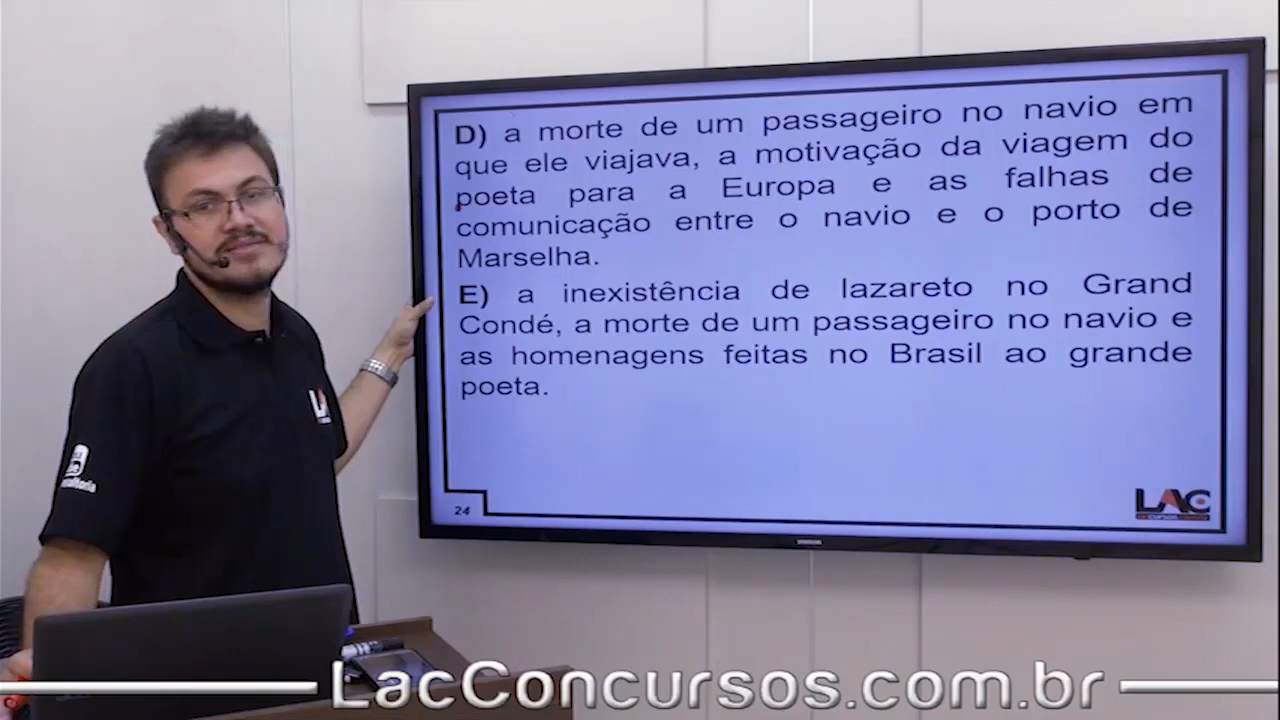 D) a morte de um passageiro no navio em
que ele viajava, a motivação da viagem do
poeta para a Europa e as falhas de
comunicação entre o navio e o porto de
Marselha.
E) a inexistência de lazareto no Grand
Condé, a morte de um passageiro no navio e
as homenagens feitas no Brasil ao grande
poeta.
24
LAC
SAMSUNG
LacConcursos.com.br